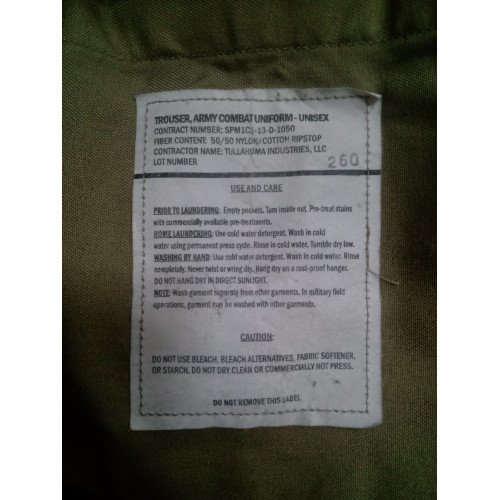 TROUSER, ARMY COMBAT UNIFORM - UNISEX
CONTRACT NUMBER: SPM1C1-13-D-1050
FIBER CONTENT: 50/50 NYLON/COTTON RIPSTOP
CONTRACTOR NAME: TULLAHOMA INDUSTRIES, LLC
LOT NUMBER 260
USE AND CARE
PRIOR TO LAUNDERING: Empty pockets. Turn inside out. Pre-treat stains
with commercially available pre-treatments.
HOME LAUNDERING: Use cold water detergent. Wash in cold
water using permanent press cycle. Rinse in cold water. Tumble dry low.
WASHING BY HAND: Use cold water detergent. Wash in cold water. Rinse
completely. Never twist or wring dry. Hang dry on a rust-proof hanger.
DO NOT HANG DRY IN DIRECT SUNLIGHT.
NOTE: Wash garment separate from other garments. In military field
operations, garment may be washed with other garments.
CAUTION:
DO NOT USE BLEACH, BLEACH ALTERNATIVES, FABRIC SOFTENER,
OR STARCH. DO NOT DRY CLEAN OR COMMERCIALLY HOT PRESS.
DO NOT REMOVE THIS LABEL